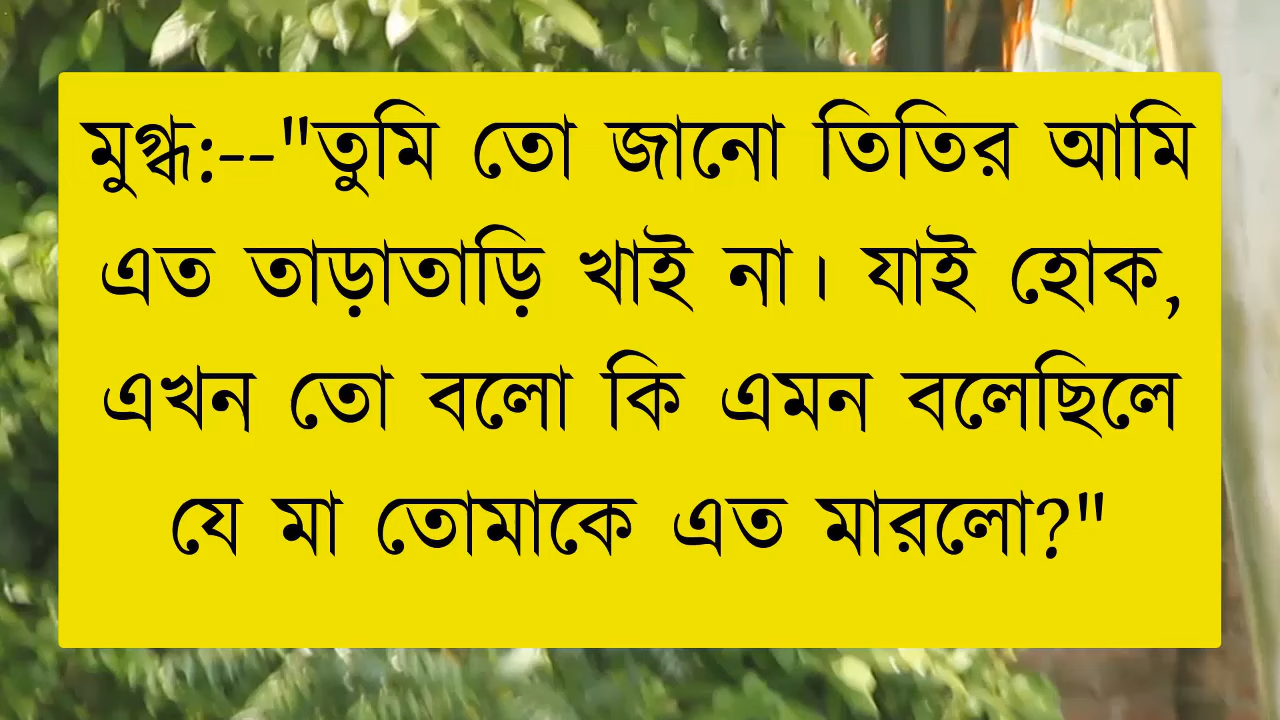 মুগ্ধ:--"তুমি তো জানো তিতির আমি
এত তাড়াতাড়ি খাই না। যাই হোক,
এখন তো বলো কি এমন বলেছিলে
যে মা তোমাকে এত মারলো?"